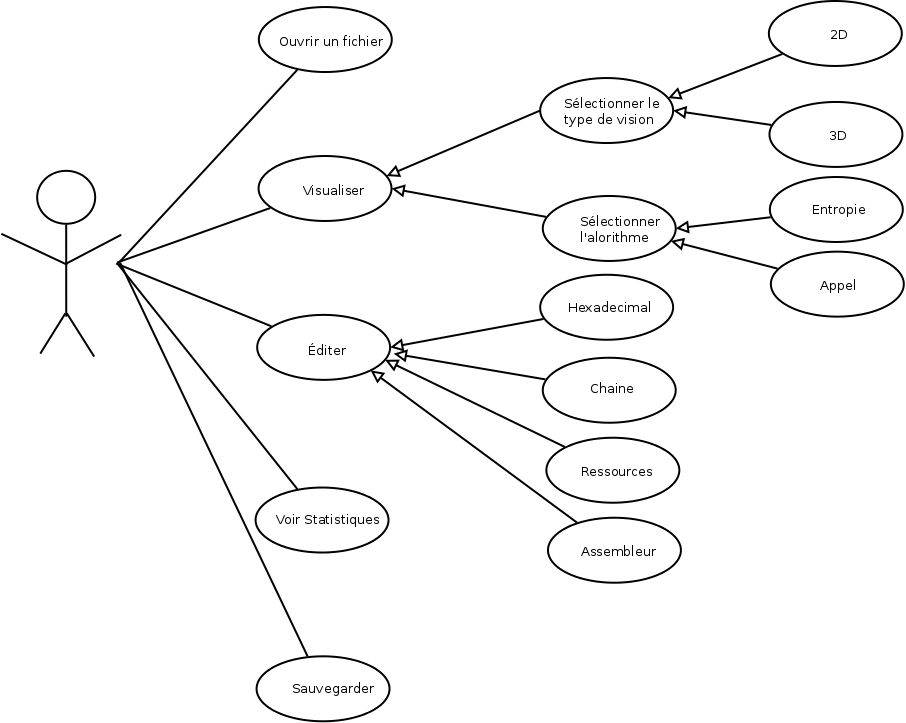 Ouvrir un fichier
2D
Sélectionner le
type de vision
3D
Visualiser
Entropie
Sélectionner
l'alorithme
Appel
Hexadecimal
Éditer
Chaine
Ressources
Voir Statistiques
Assembleur
Sauvegarder